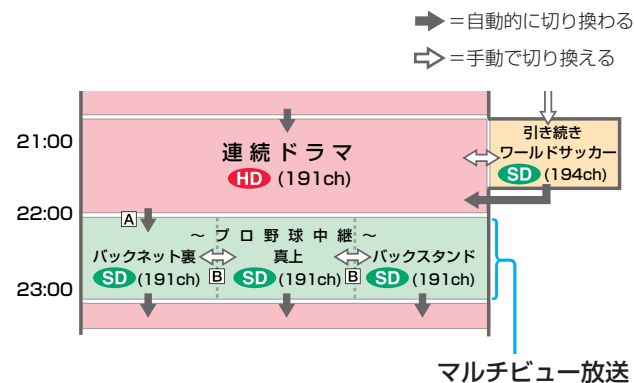 ＝自動的に切り換わる
＝手動で切り換える
21:00
連続ドラマ
HD (191ch)
引き続き
ワールドサッカー
SD (194ch)
22:00
A
～プロ野球中継～
バックネット裏
SD (191ch)
B
真上
SD (191ch)
B
バックスタンド
SD (191ch)
23:00
マルチビュー放送